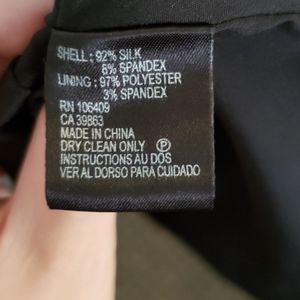 SHELL : 92% SILK
8% SPANDEX
LINING : 97% POLYESTER
3% SPANDEX
RN 106409
CA 39863
MADE IN CHINA
DRY CLEAN ONLY Ⓟ
INSTRUCTIONS AU DOS
VER AL DORSO PARA CUIDADO